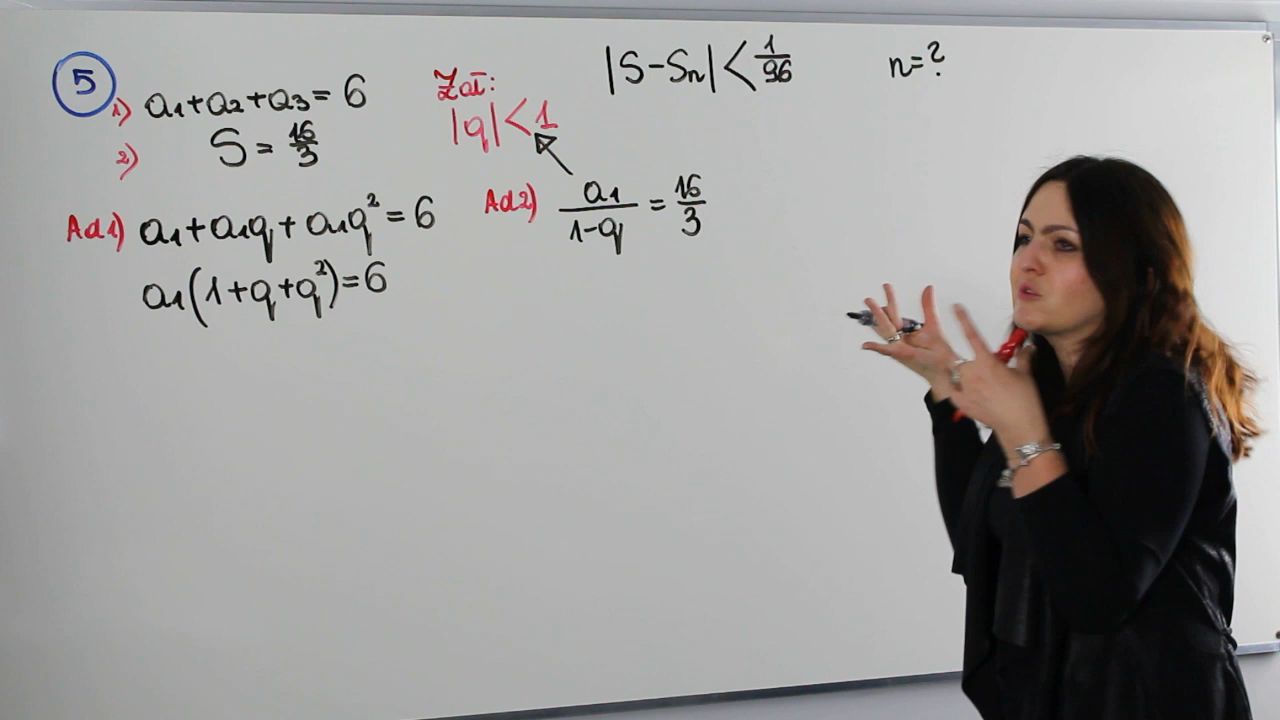 5
1) a₁+a₂+a₃=6
2) S=16/3
Zał:
|q|<1
|S-Sₙ|<1/96
n=?
Ad1) a₁+a₁q+a₁q²=6
a₁(1+q+q²)=6
Ad2) a₁/(1-q)=16/3